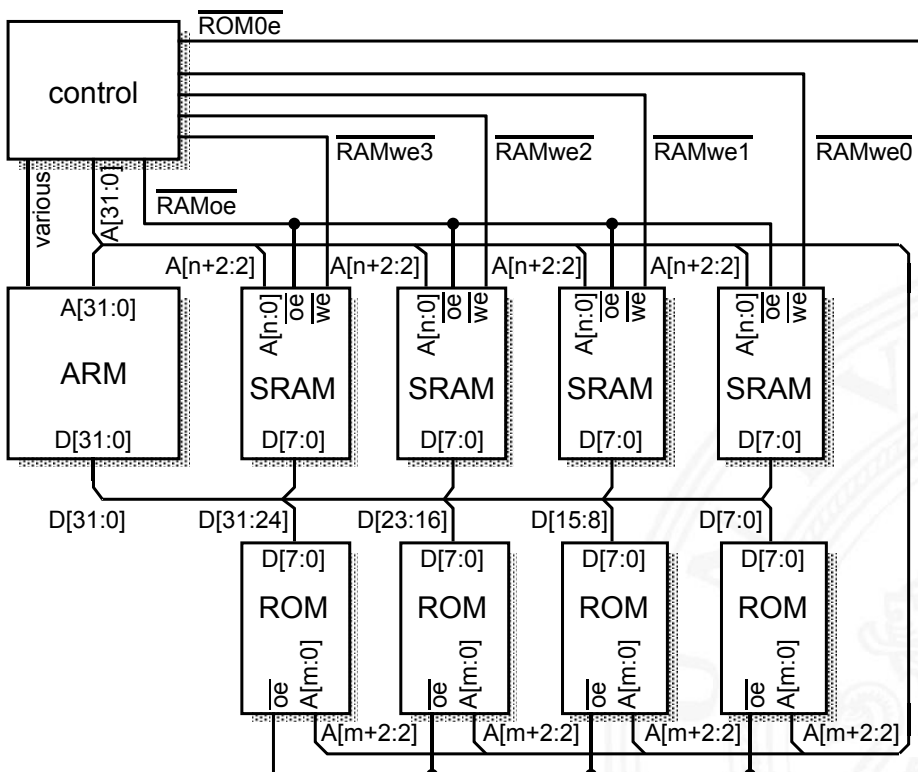 ROM0e
control
RAMwe3 RAMwe2 RAMwe1 RAMwe0
various
A[31:0]
RAMoe
A[n+2:2] A[n+2:2] A[n+2:2] A[n+2:2]
A[31:0]
ARM
D[31:0]
A[n:0] oe we
SRAM
D[7:0]
A[n:0] oe we
SRAM
D[7:0]
A[n:0] oe we
SRAM
D[7:0]
A[n:0] oe we
SRAM
D[7:0]
D[31:0] D[31:24] D[23:16] D[15:8] D[7:0]
D[7:0]
ROM
oe A[m:0]
D[7:0]
ROM
oe A[m:0]
D[7:0]
ROM
oe A[m:0]
D[7:0]
ROM
oe A[m:0]
A[m+2:2] A[m+2:2] A[m+2:2] A[m+2:2]